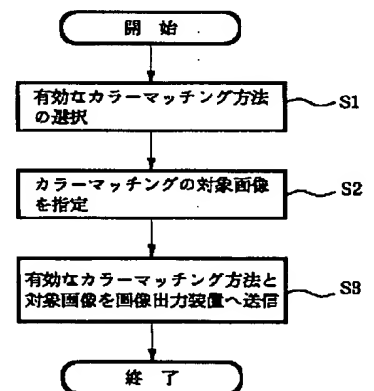 開 始
有効なカラーマッチング方法
の選択
S1
カラーマッチングの対象画像
を指定
S2
有効なカラーマッチング方法と
対象画像を画像出力装置へ送信
S3
終 了